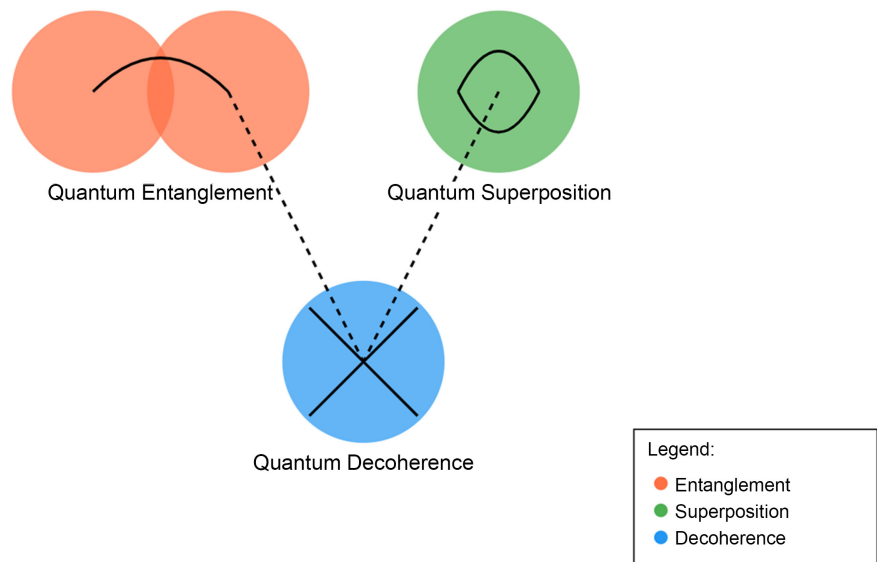 Quantum Entanglement
Quantum Superposition
Quantum Decoherence
Legend:
Entanglement
Superposition
Decoherence